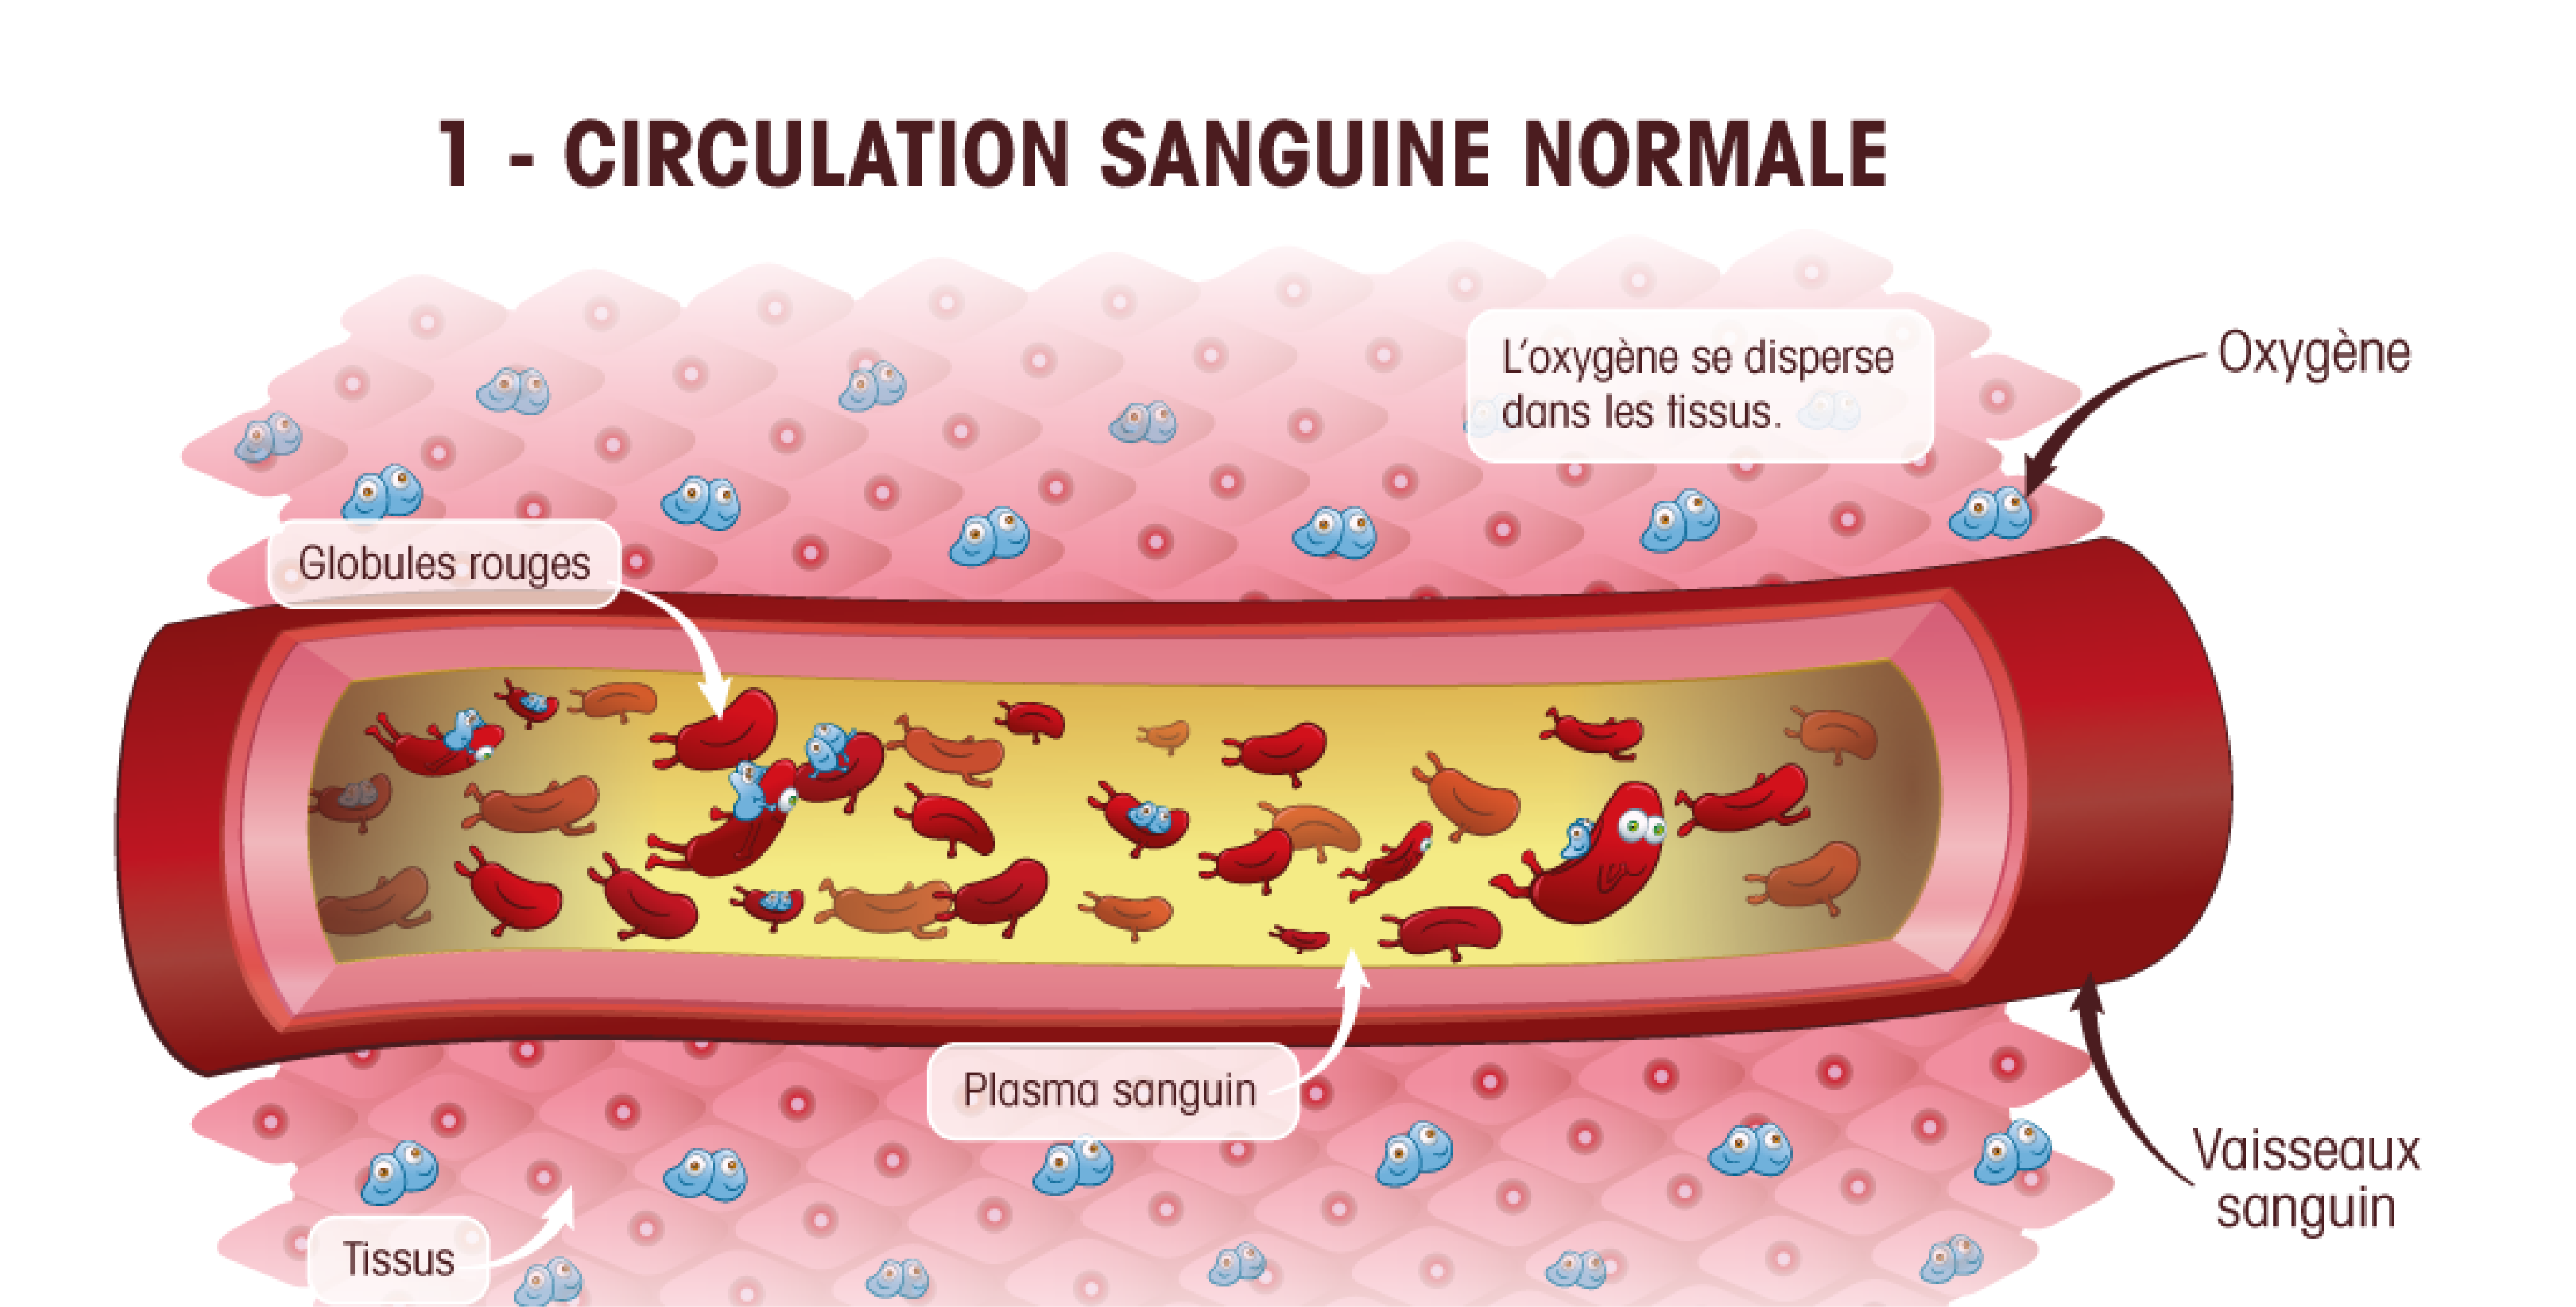 1 - CIRCULATION SANGUINE NORMALE
L'oxygène se disperse
dans les tissus.
Oxygène
Globules rouges
Plasma sanguin
Vaisseaux
sanguin
Tissus